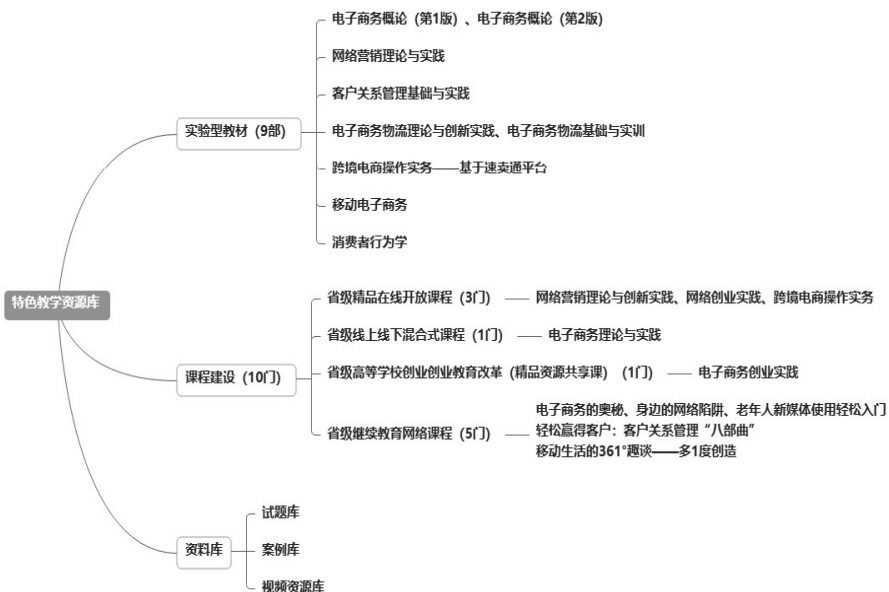 特色教学资源库
实验型教材（9部）
电子商务概论（第1版）、电子商务概论（第2版）
网络营销理论与实践
客户关系管理基础与实践
电子商务物流理论与创新实践、电子商务物流基础与实训
跨境电商操作实务——基于速卖通平台
移动电子商务
消费者行为学
课程建设（10门）
省级精品在线开放课程（3门）
网络营销理论与创新实践、网络创业实践、跨境电商操作实务
省级线上线下混合式课程（1门）
电子商务理论与实践
省级高等学校创业创业教育改革（精品资源共享课）（1门）
电子商务创业实践
省级继续教育网络课程（5门）
电子商务的奥秘、身边的网络陷阱、老年人新媒体使用轻松入门
轻松赢得客户：客户关系管理“八部曲”
移动生活的361°趣谈——多1度创造
资料库
试题库
案例库
视频资源库